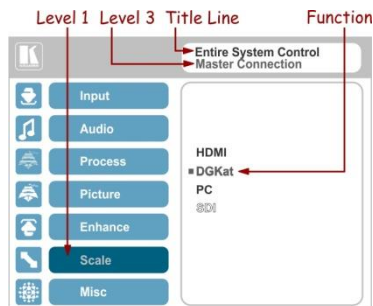 Level 1 Level 3 Title Line Function
Entire System Control
Master Connection
Input
Audio
Process
Picture
Enhance
Scale
Misc
HDMI
DGKat
PC
SDI